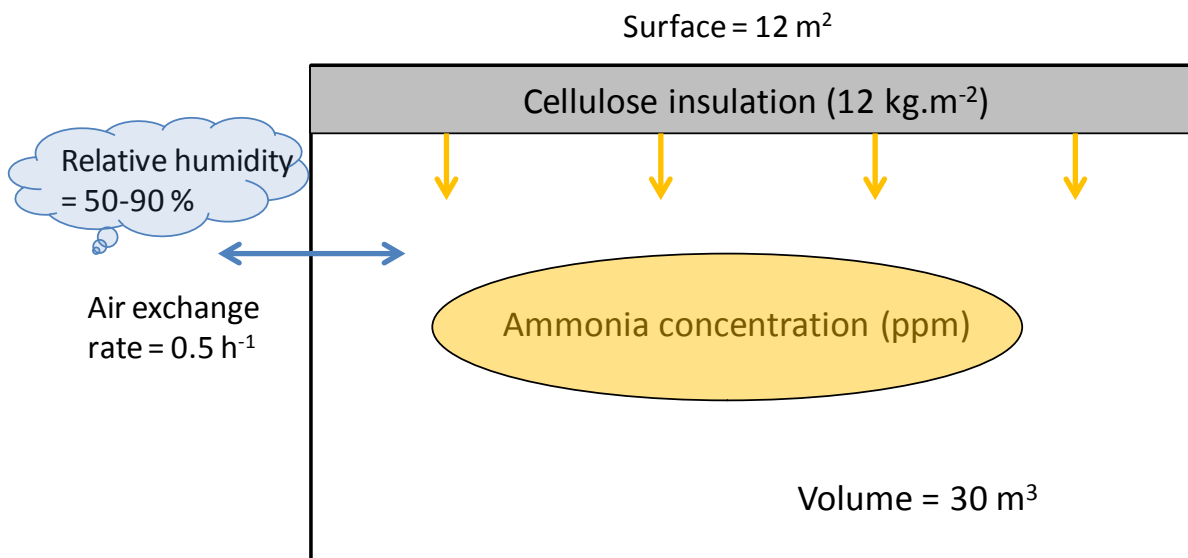 Surface = 12 m²
Cellulose insulation (12 kg.m⁻²)
Relative humidity
= 50-90 %
Air exchange
rate = 0.5 h⁻¹
Ammonia concentration (ppm)
Volume = 30 m³